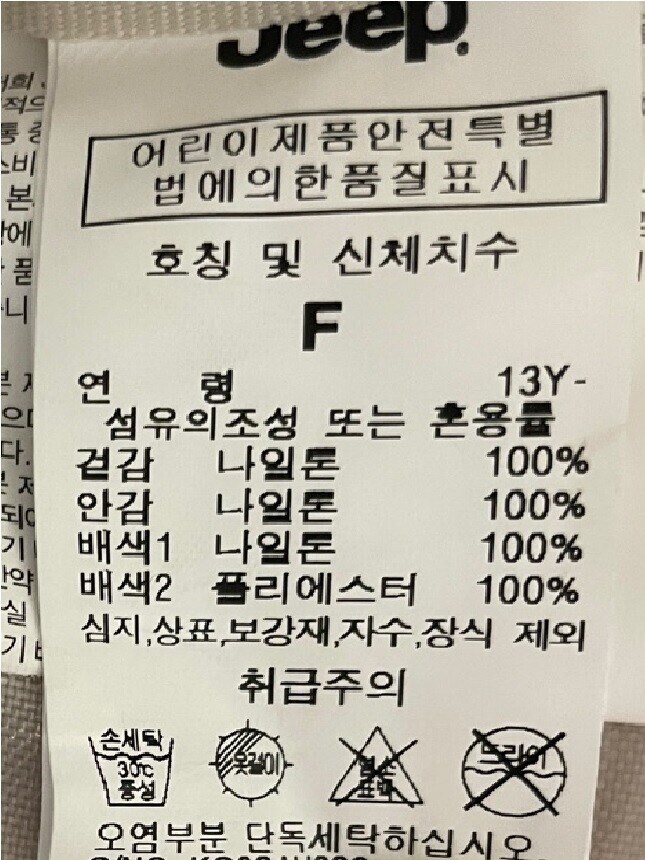 Jeep.
어린이제품안전특별
법에의한품질표시
호칭 및 신체치수
F
연 령 13Y-
섬유의조성 또는 혼용률
겉감 나일론 100%
안감 나일론 100%
배색1 나일론 100%
배색2 폴리에스터 100%
심지,상표,보강재,자수,장식 제외
취급주의
손세탁 옷걸이 염소 드라이
30℃ 표백
중성
오염부분 단독세탁하십시오